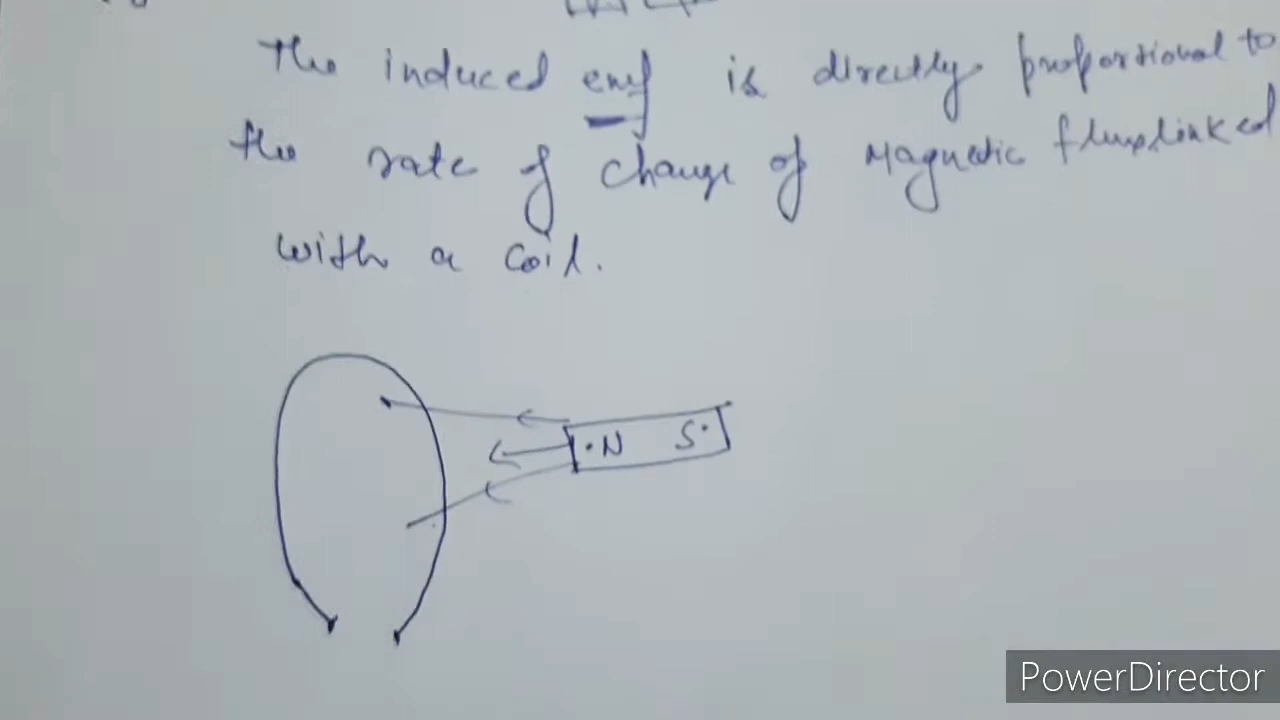 The induced emf is directly proportional to
the rate of change of Magnetic flux linked
with a coil.
N S
PowerDirector